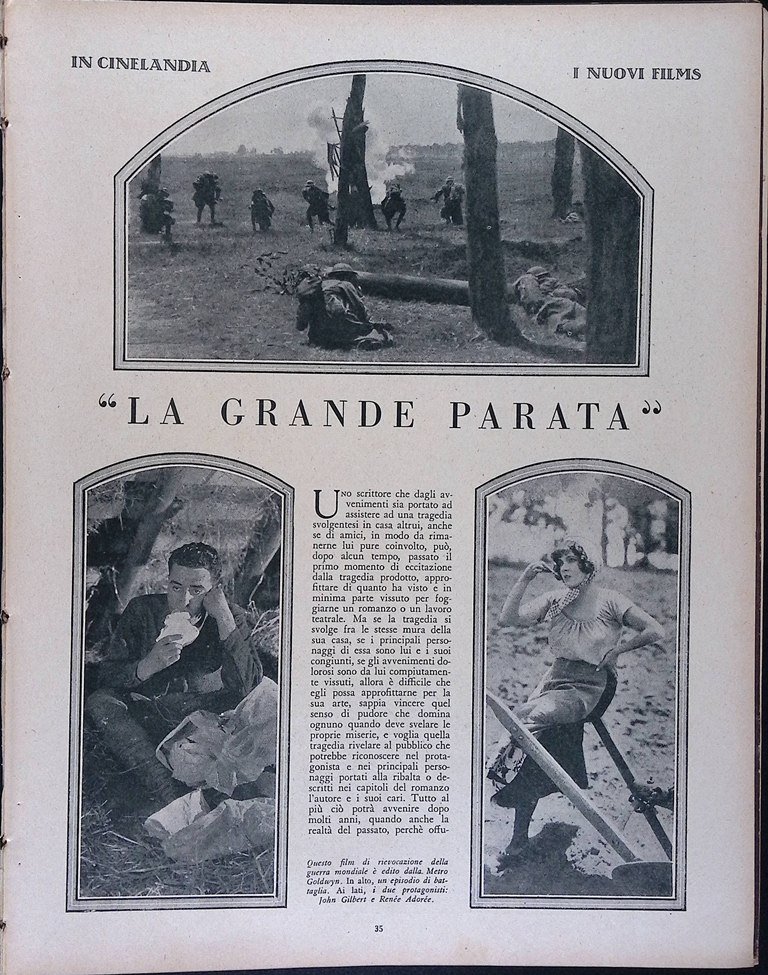 IN CINELANDIA
I NUOVI FILMS
“LA GRANDE PARATA”
UNO scrittore che dagli av-
venimenti sia portato ad
assistere ad una tragedia
svolgentesi in casa altrui, anche
se di amici, in modo da rima-
nerne lui pure coinvolto, può,
dopo alcun tempo, passato il
primo momento di eccitazione
dalla tragedia prodotto, appro-
fittare di quanto ha visto e in
minima parte vissuto per fog-
giarne un romanzo o un lavoro
teatrale. Ma se la tragedia si
svolge fra le stesse mura della
sua casa, se i principali perso-
naggi di essa sono lui e i suoi
congiunti, se gli avvenimenti do-
lorosi sono da lui compiutamen-
te vissuti, allora è difficile che
egli possa approfittarne per la
sua arte, sappia vincere quel
senso di pudore che domina
ognuno quando deve svelare le
proprie miserie, e voglia quella
tragedia rivelare al pubblico che
potrebbe riconoscere nel prota-
gonista e nei principali perso-
naggi portati alla ribalta o de-
scritti nei capitoli del romanzo
l'autore e i suoi cari. Tutto al
più ciò potrà avvenire dopo
molti anni, quando anche la
realtà del passato, perchè offu-
Questo film di rievocazione della
guerra mondiale è edito dalla Metro
Goldwyn. In alto, un episodio di bat-
taglia. Ai lati, i due protagonisti:
John Gilbert e Renée Adorée.
35